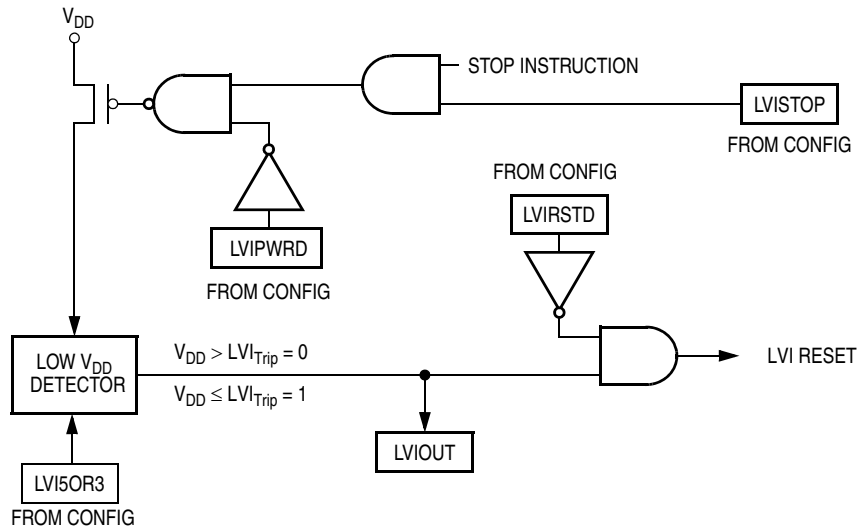 VDD
STOP INSTRUCTION
LVISTOP
FROM CONFIG
FROM CONFIG
LVIRSTD
LVIPWRD
FROM CONFIG
LOW VDD
DETECTOR
VDD > LVITrip = 0
VDD ≤ LVITrip = 1
LVI RESET
LVIOUT
LVI5OR3
FROM CONFIG